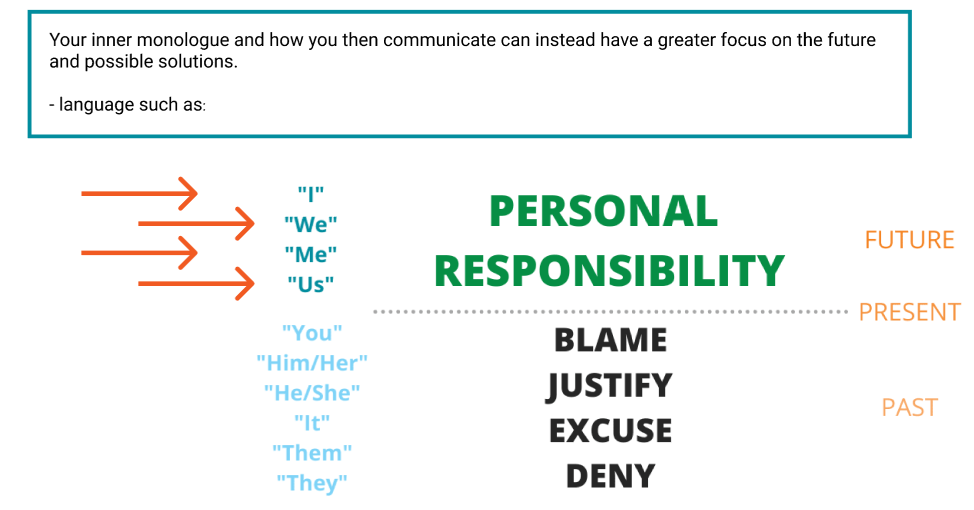 Your inner monologue and how you then communicate can instead have a greater focus on the future
and possible solutions.
- language such as:
"I"
"We"
"Me"
"Us"
PERSONAL
RESPONSIBILITY
FUTURE
PRESENT
"You"
"Him/Her"
"He/She"
"It"
"Them"
"They"
BLAME
JUSTIFY
EXCUSE
DENY
PAST